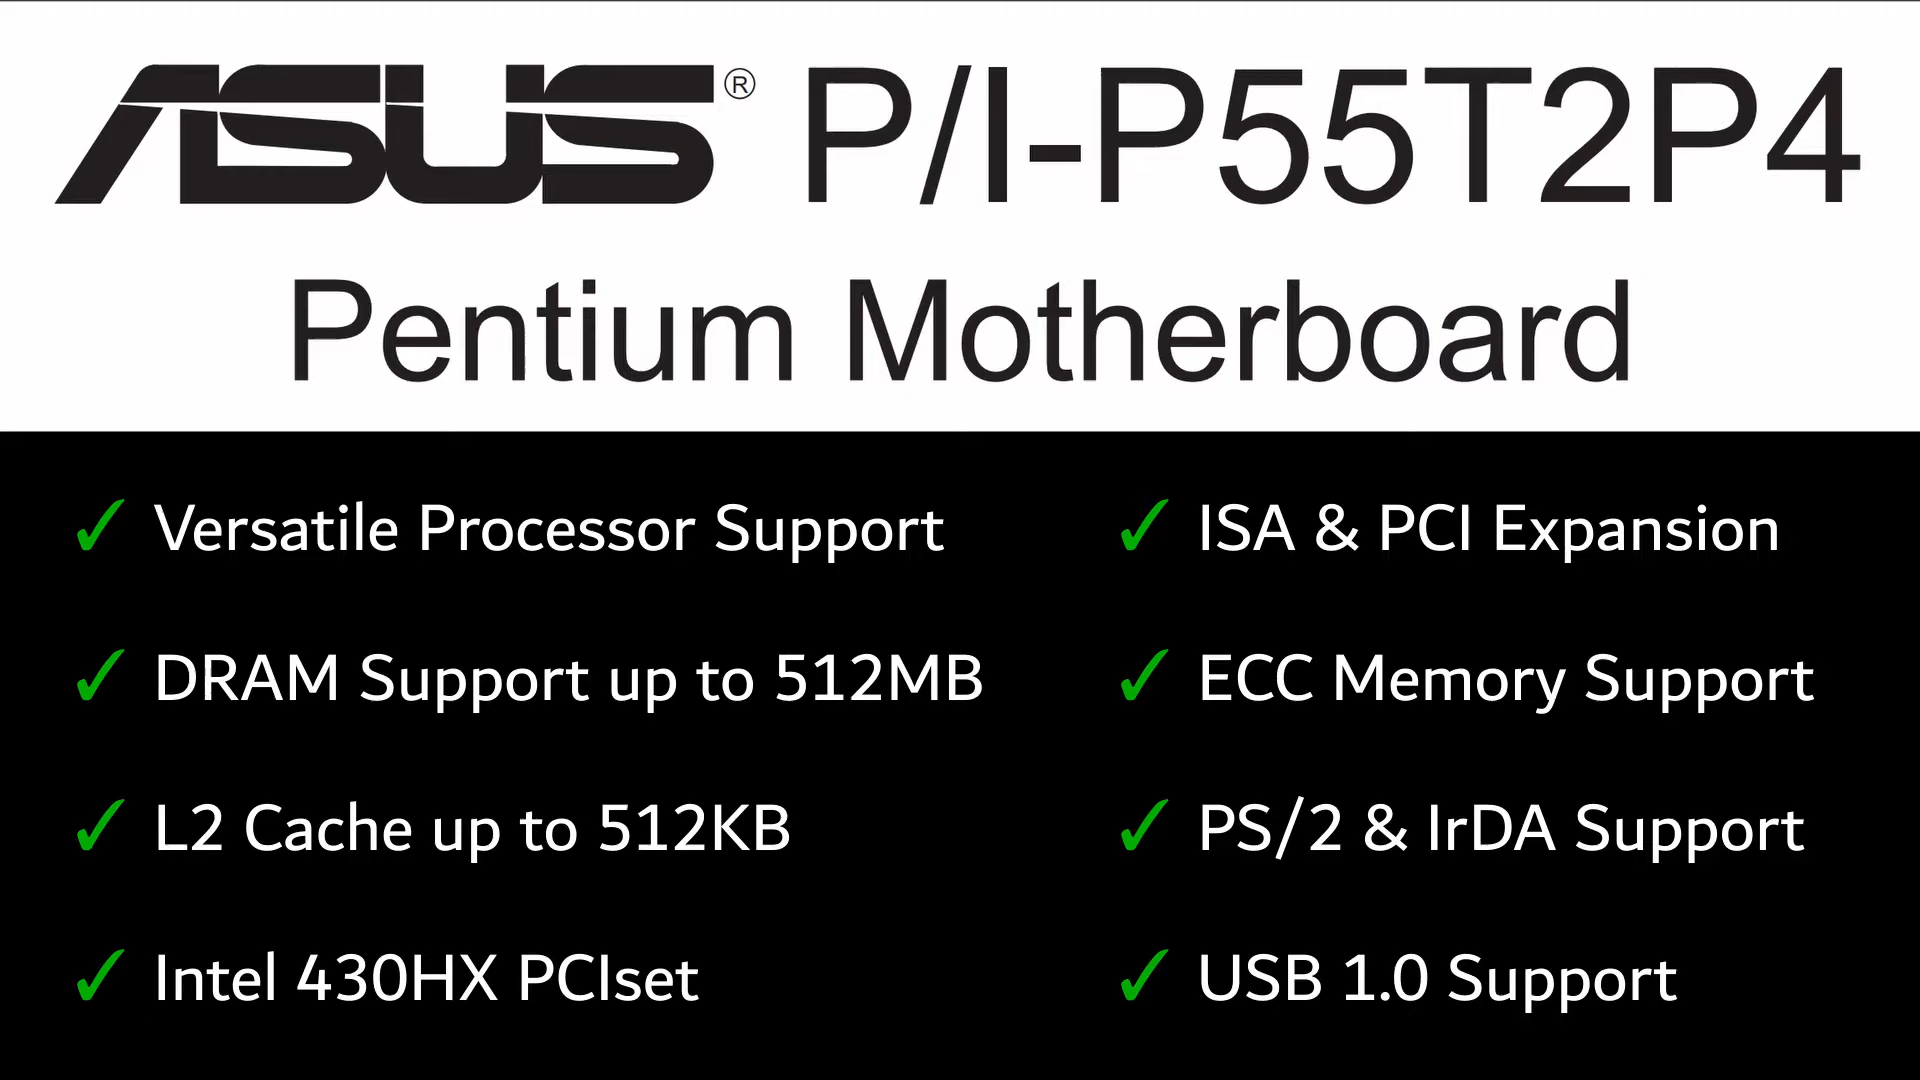 ASUS® P/I-P55T2P4
Pentium Motherboard
✓ Versatile Processor Support
✓ DRAM Support up to 512MB
✓ L2 Cache up to 512KB
✓ Intel 430HX PCIset
✓ ISA & PCI Expansion
✓ ECC Memory Support
✓ PS/2 & IrDA Support
✓ USB 1.0 Support